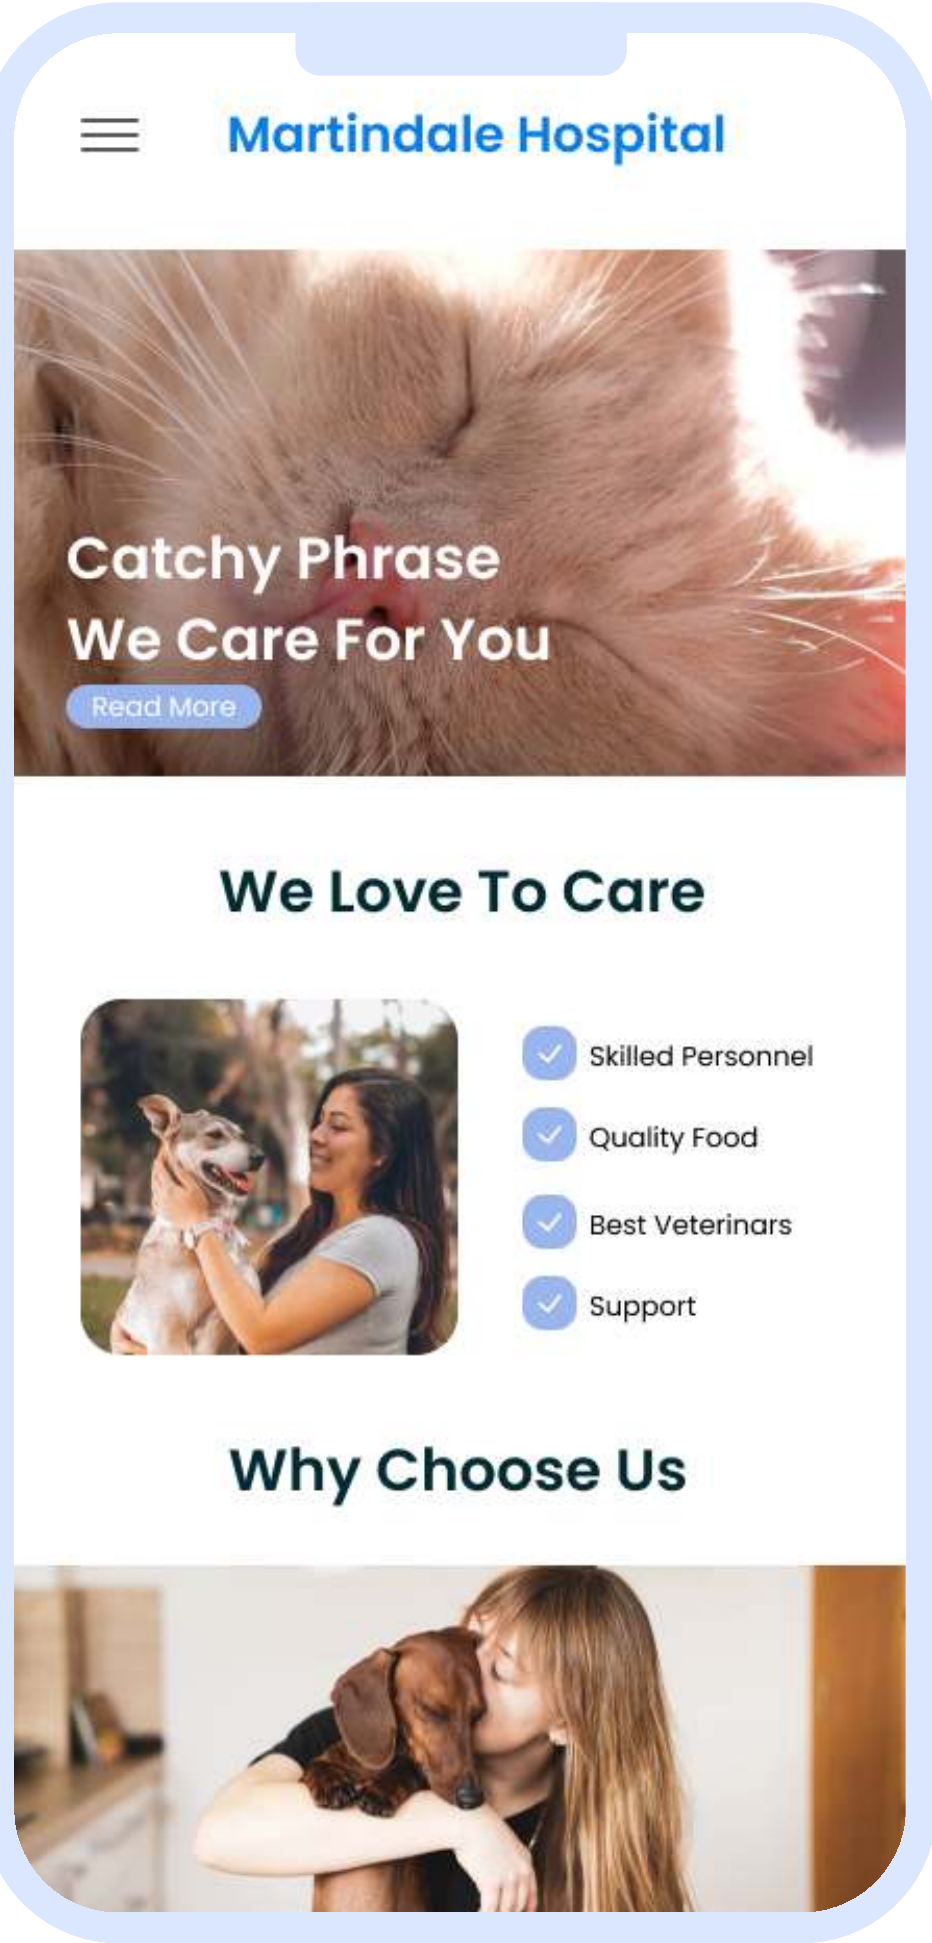 Martindale Hospital
Catchy Phrase
We Care For You
Read More
We Love To Care
Skilled Personnel
Quality Food
Best Veterinars
Support
Why Choose Us